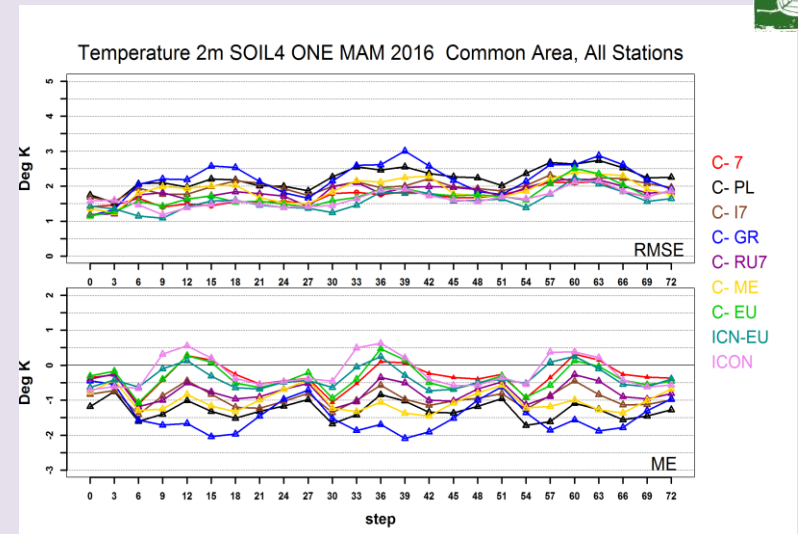 Temperature 2m SOIL4 ONE MAM 2016 Common Area, All Stations
Deg K
5
4
3
2
1
0
RMSE
0 3 6 9 12 15 18 21 24 27 30 33 36 39 42 45 48 51 54 57 60 63 66 69 72
Deg K
2
1
0
-1
-2
-3
ME
0 3 6 9 12 15 18 21 24 27 30 33 36 39 42 45 48 51 54 57 60 63 66 69 72
step
C- 7
C- PL
C- I7
C- GR
C- RU7
C- ME
C- EU
ICN-EU
ICON